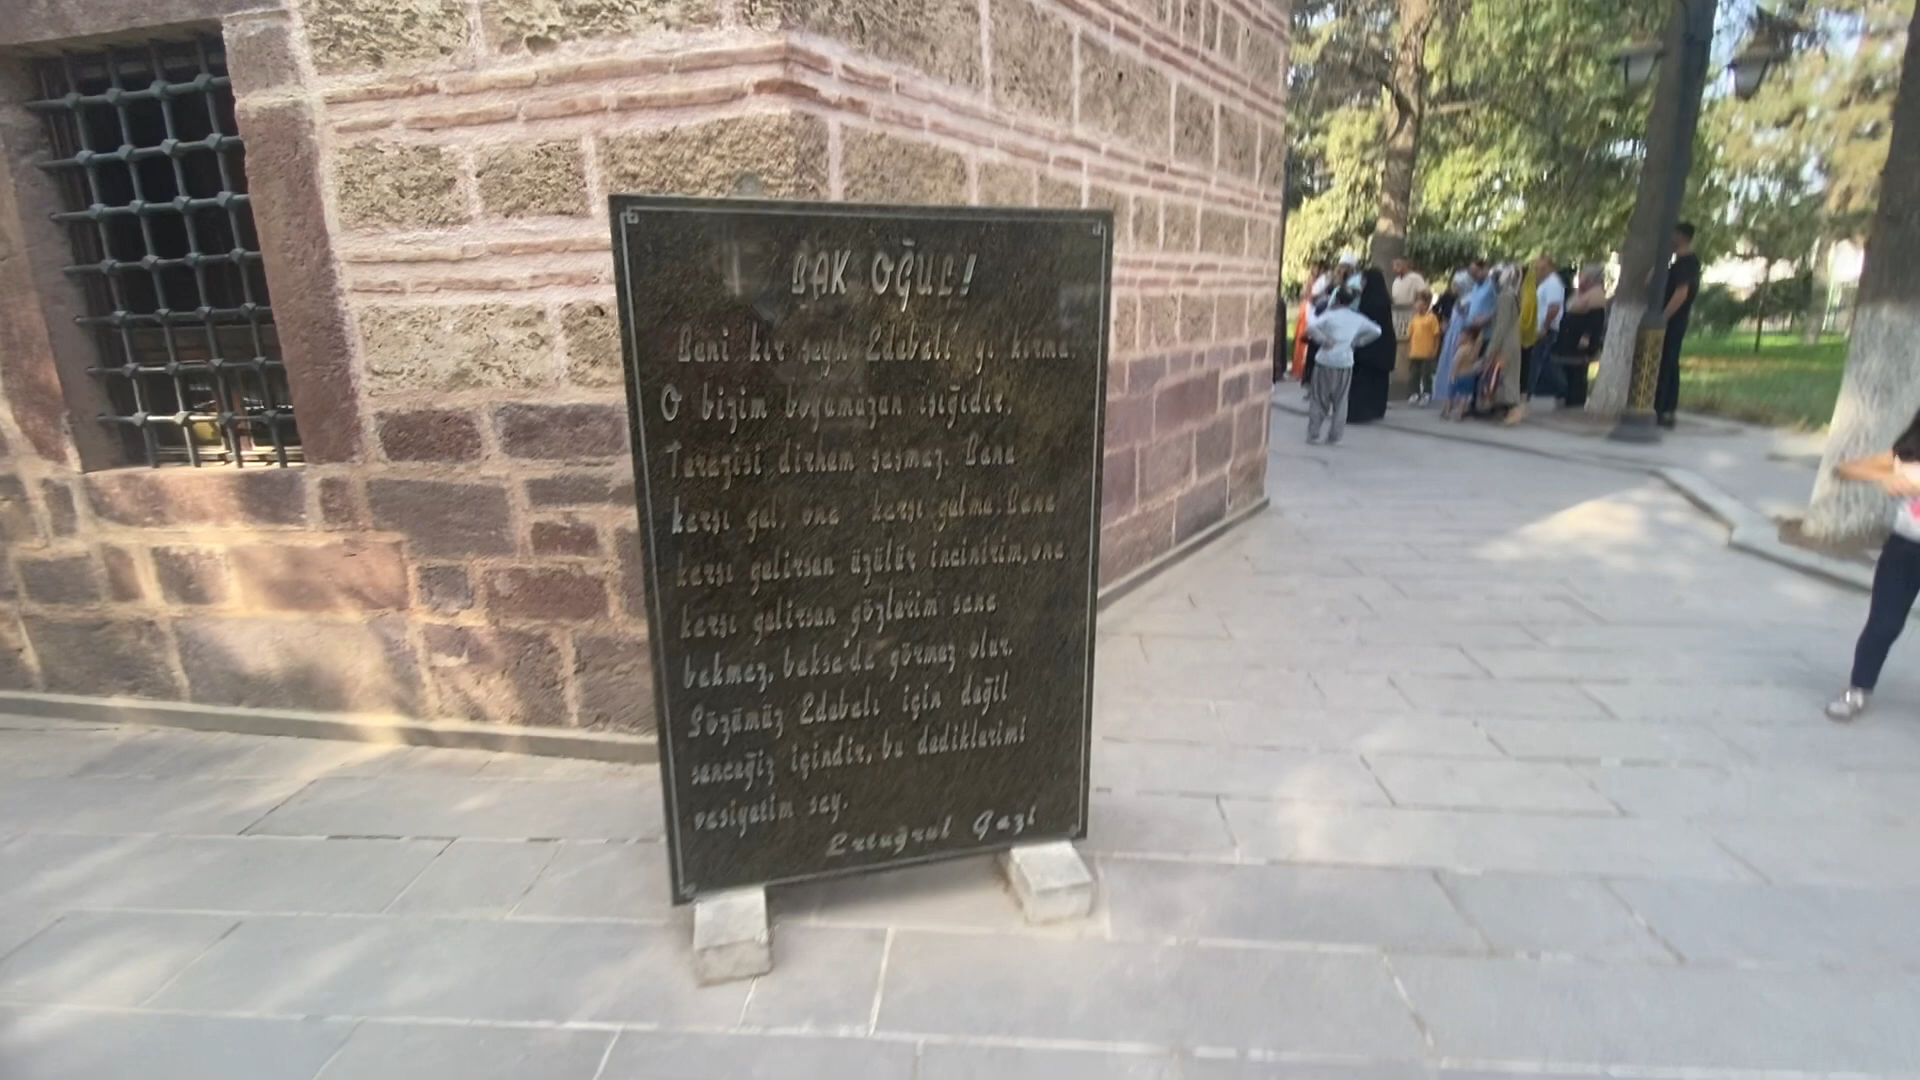 BAK OĞUL!
Beni kır şeyh Edebali' yi kırma.
O bizim boyumuzun ışığıdır.
Terazisi dirhem şaşmaz. Bana
karşı gel, ona karşı gelme. Bana
karşı gelirsen üzülür incinirim, ona
karşı gelirsen gözlerim sana
bakmaz, baksa da görmez olur.
Sözümüz Edebali için değil
senceğiz içindir, bu dediklerimi
vasiyetim say.
Ertuğrul Gazi